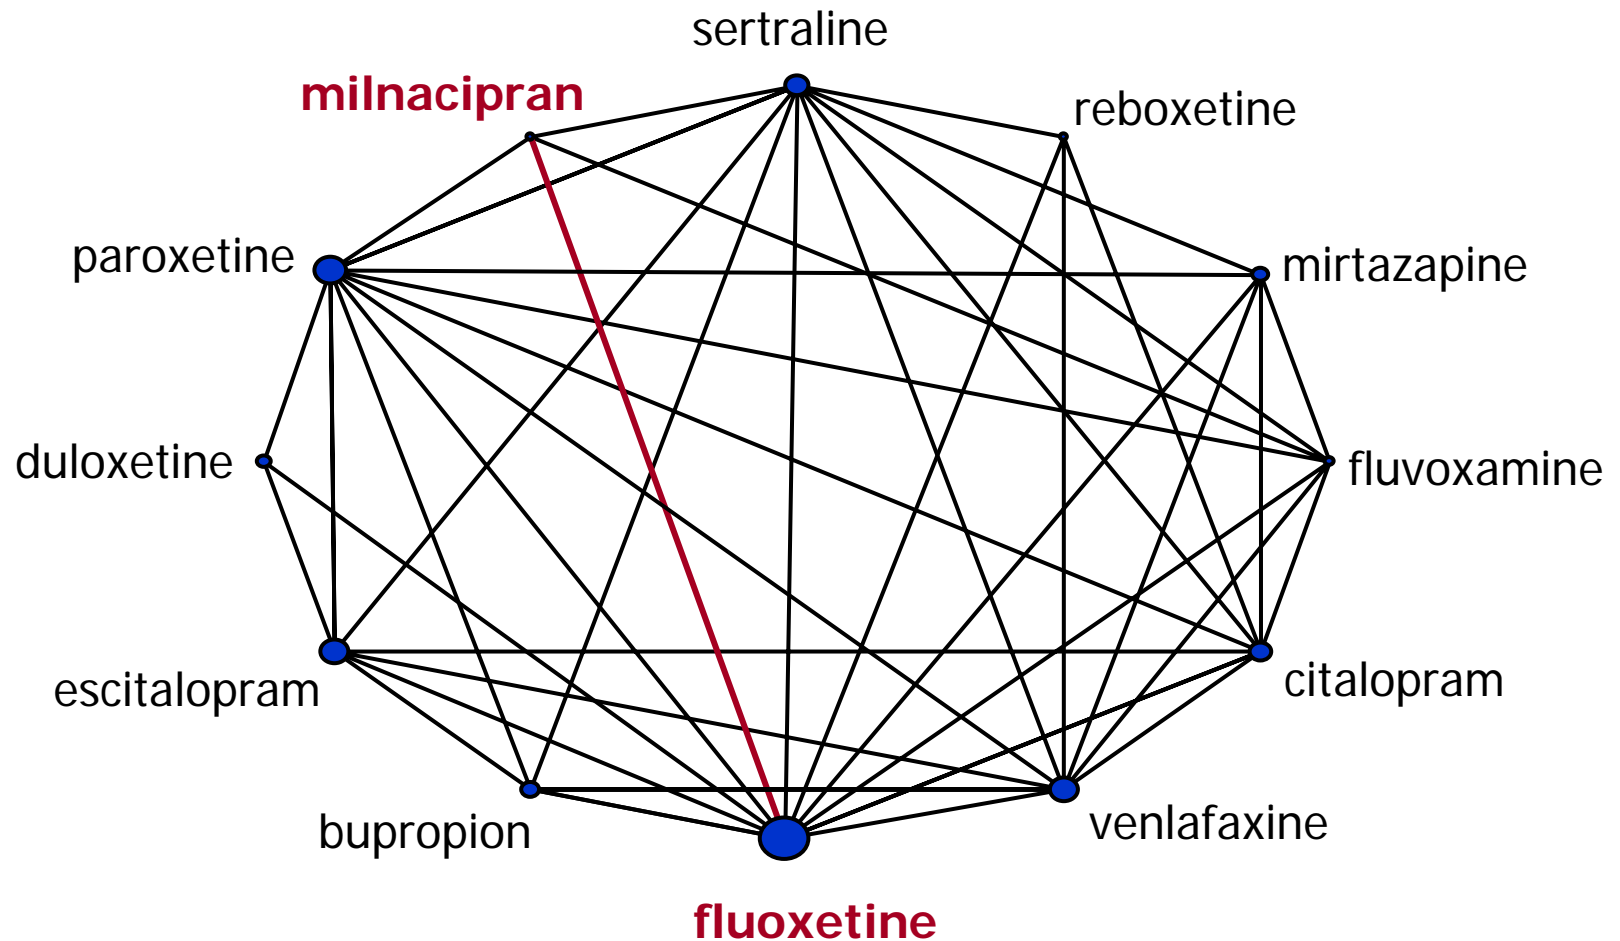 sertraline
milnacipran
reboxetine
paroxetine
mirtazapine
duloxetine
fluvoxamine
escitalopram
citalopram
bupropion
venlafaxine
fluoxetine